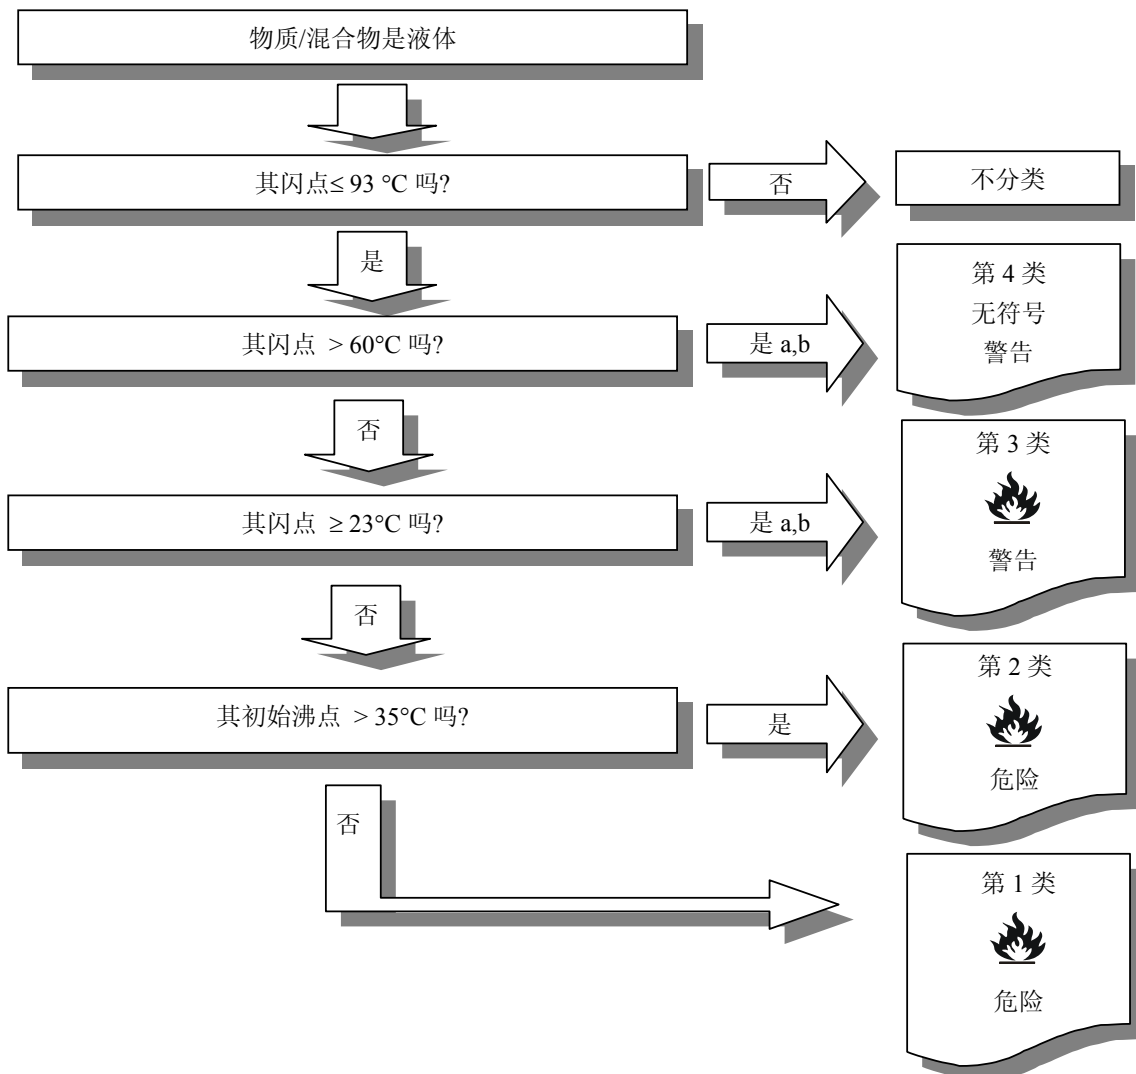 物质/混合物是液体
其闪点≤ 93 °C 吗?
否
不分类
是
第 4 类
无符号
警告
其闪点 > 60°C 吗?
是 a,b
否
第 3 类
警告
其闪点 ≥ 23°C 吗?
是 a,b
否
第 2 类
危险
其初始沸点 > 35°C 吗?
是
否
第 1 类
危险